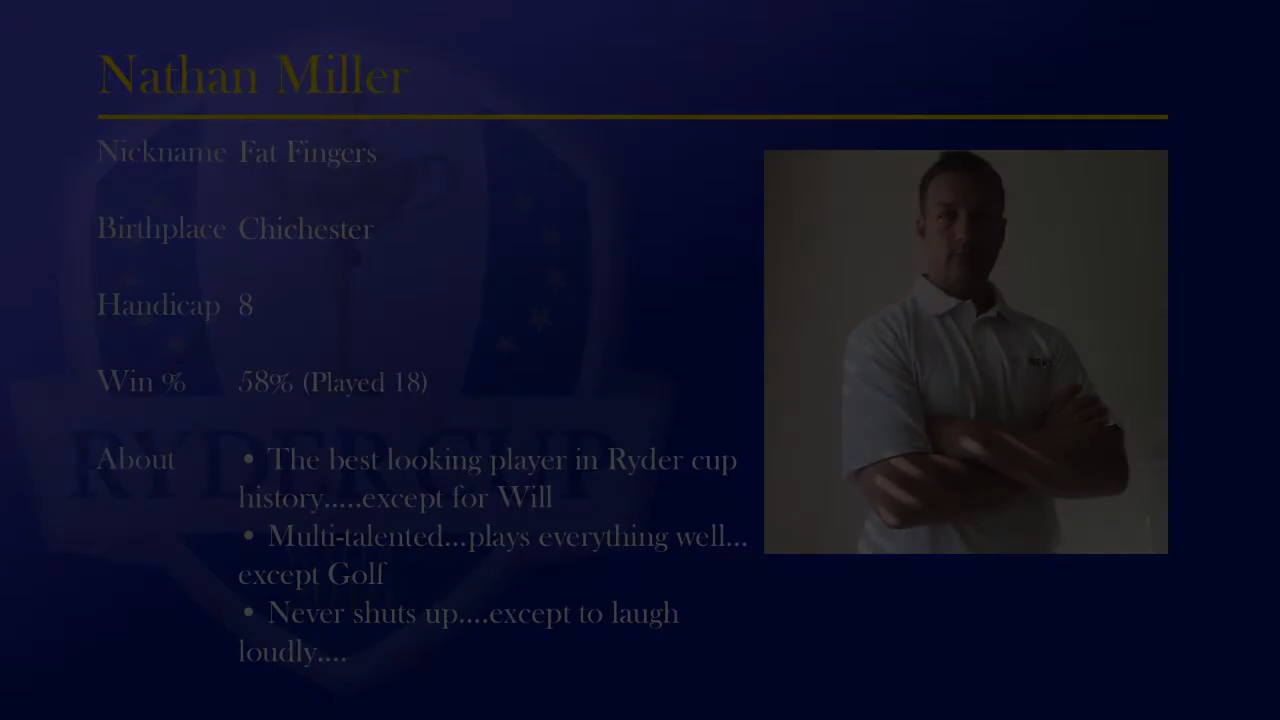 Nathan Miller
Nickname Fat Fingers
Birthplace Chichester
Handicap 8
Win % 58% (Played 18)
About • The best looking player in Ryder cup
history.....except for Will
• Multi-talented...plays everything well...
except Golf
• Never shuts up....except to laugh
loudly....
RYDER CUP